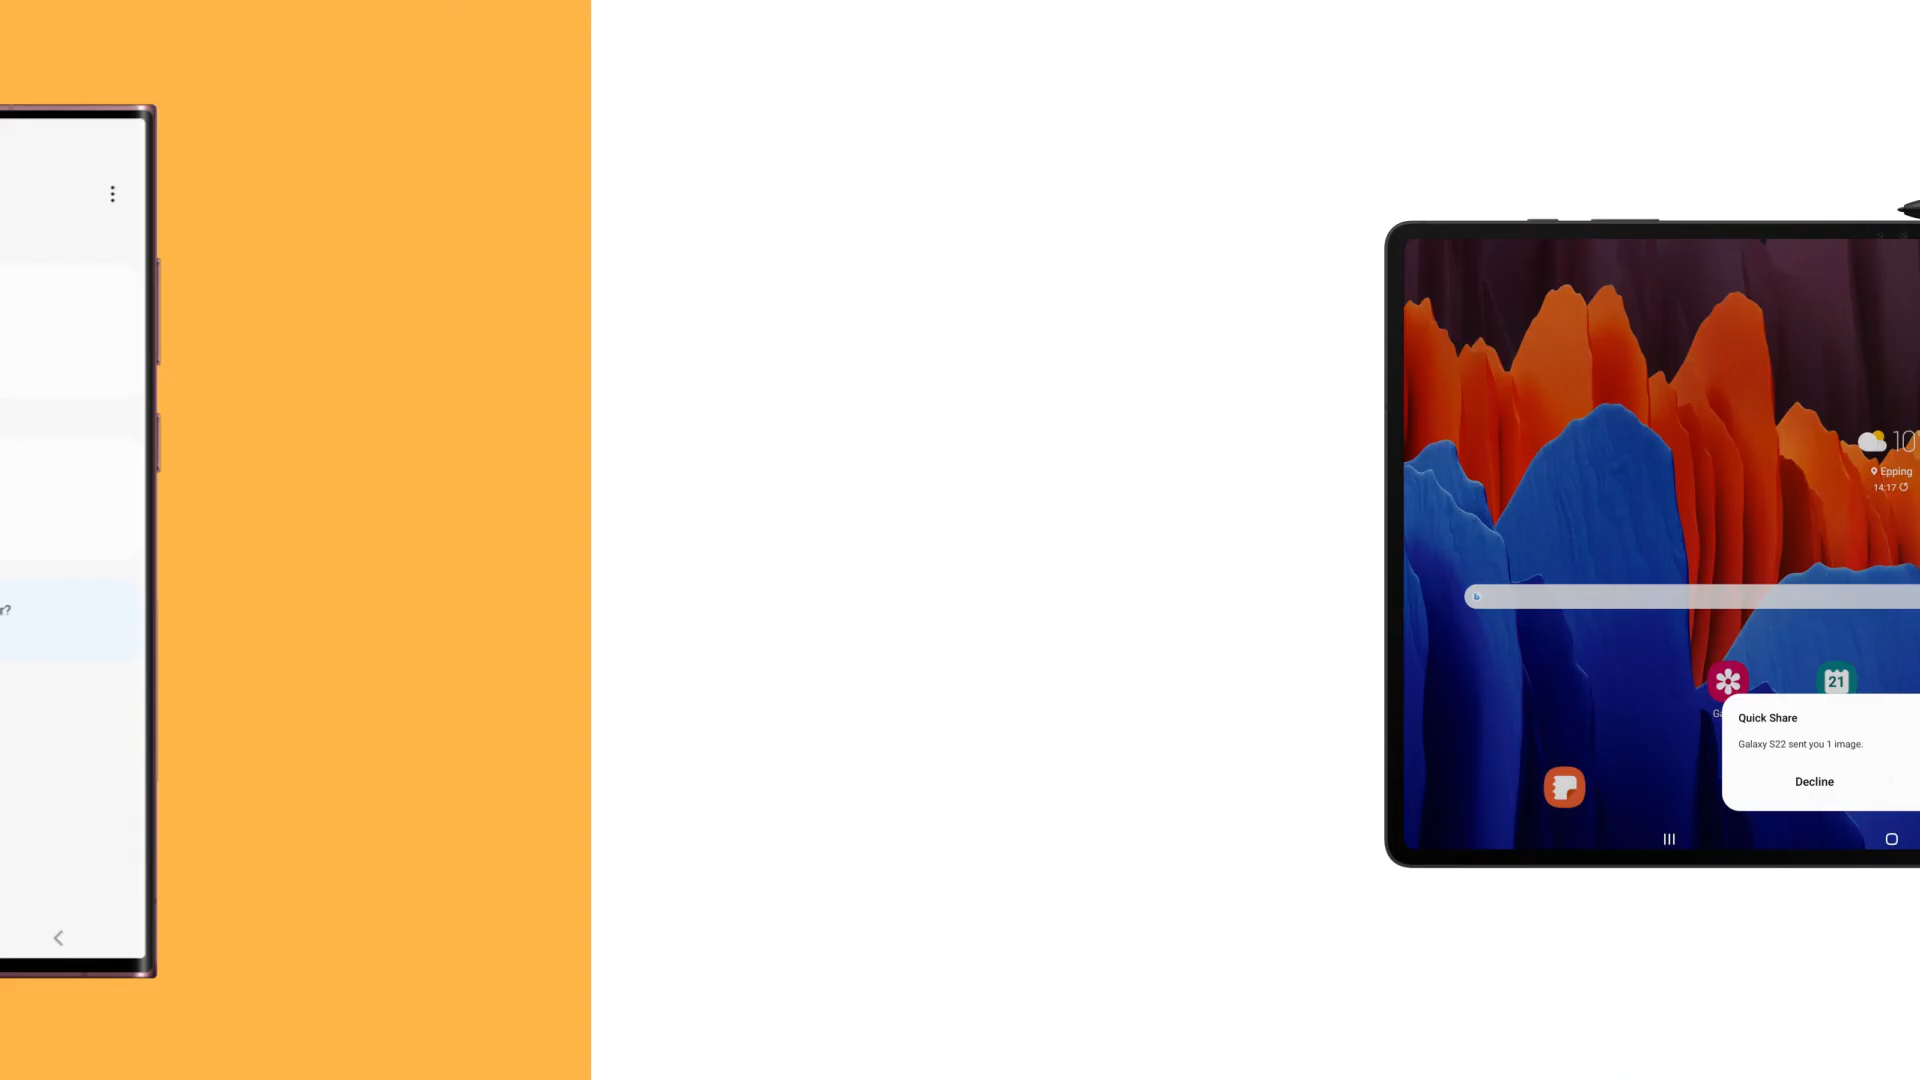 r?
10
Epping
14:17
21
Quick Share
Galaxy S22 sent you 1 image.
Decline